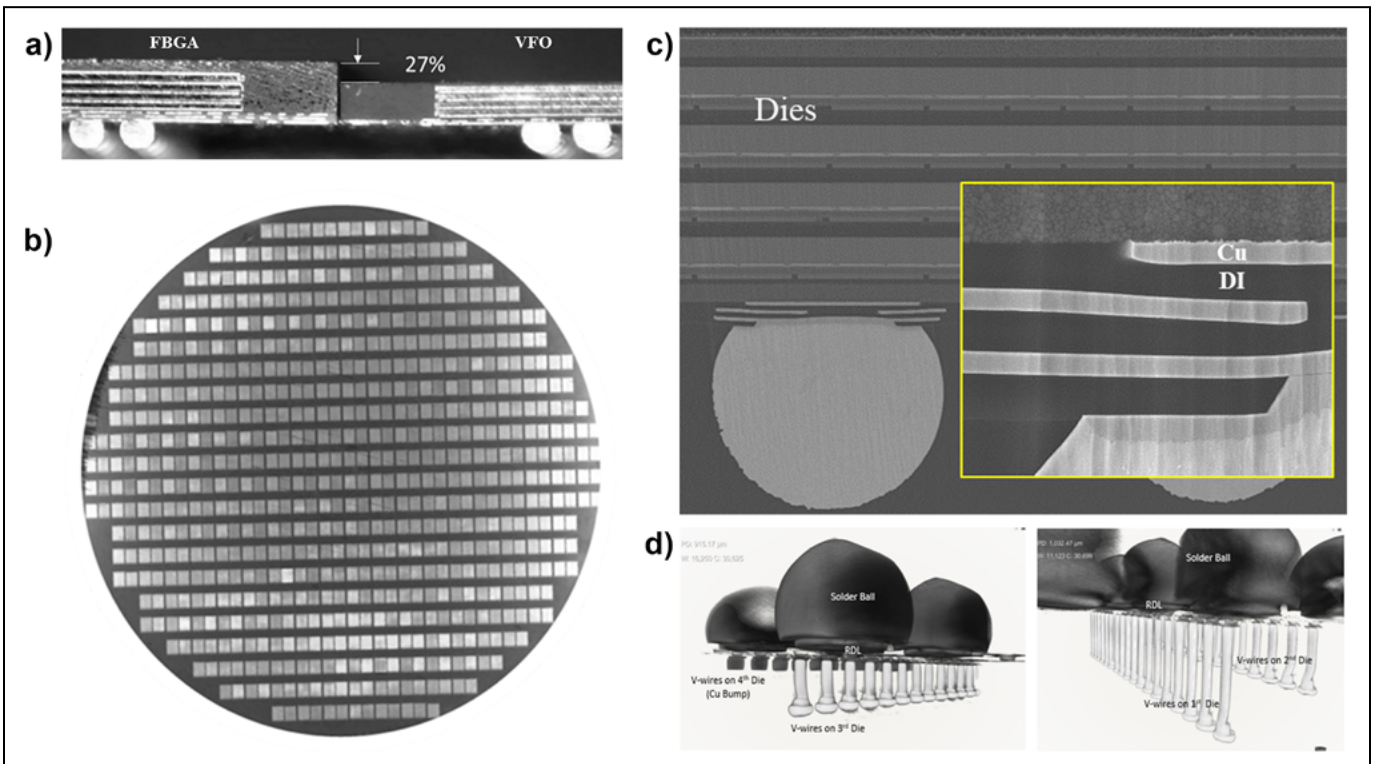 a)
FBGA
VFO
27%
b)
c)
Dies
Cu
DI
d)
Solder Ball
RDL
V-wires on 4th Die
(Cu Bump)
V-wires on 3rd Die
Solder Ball
RDL
V-wires on 2nd Die
V-wires on 1st Die